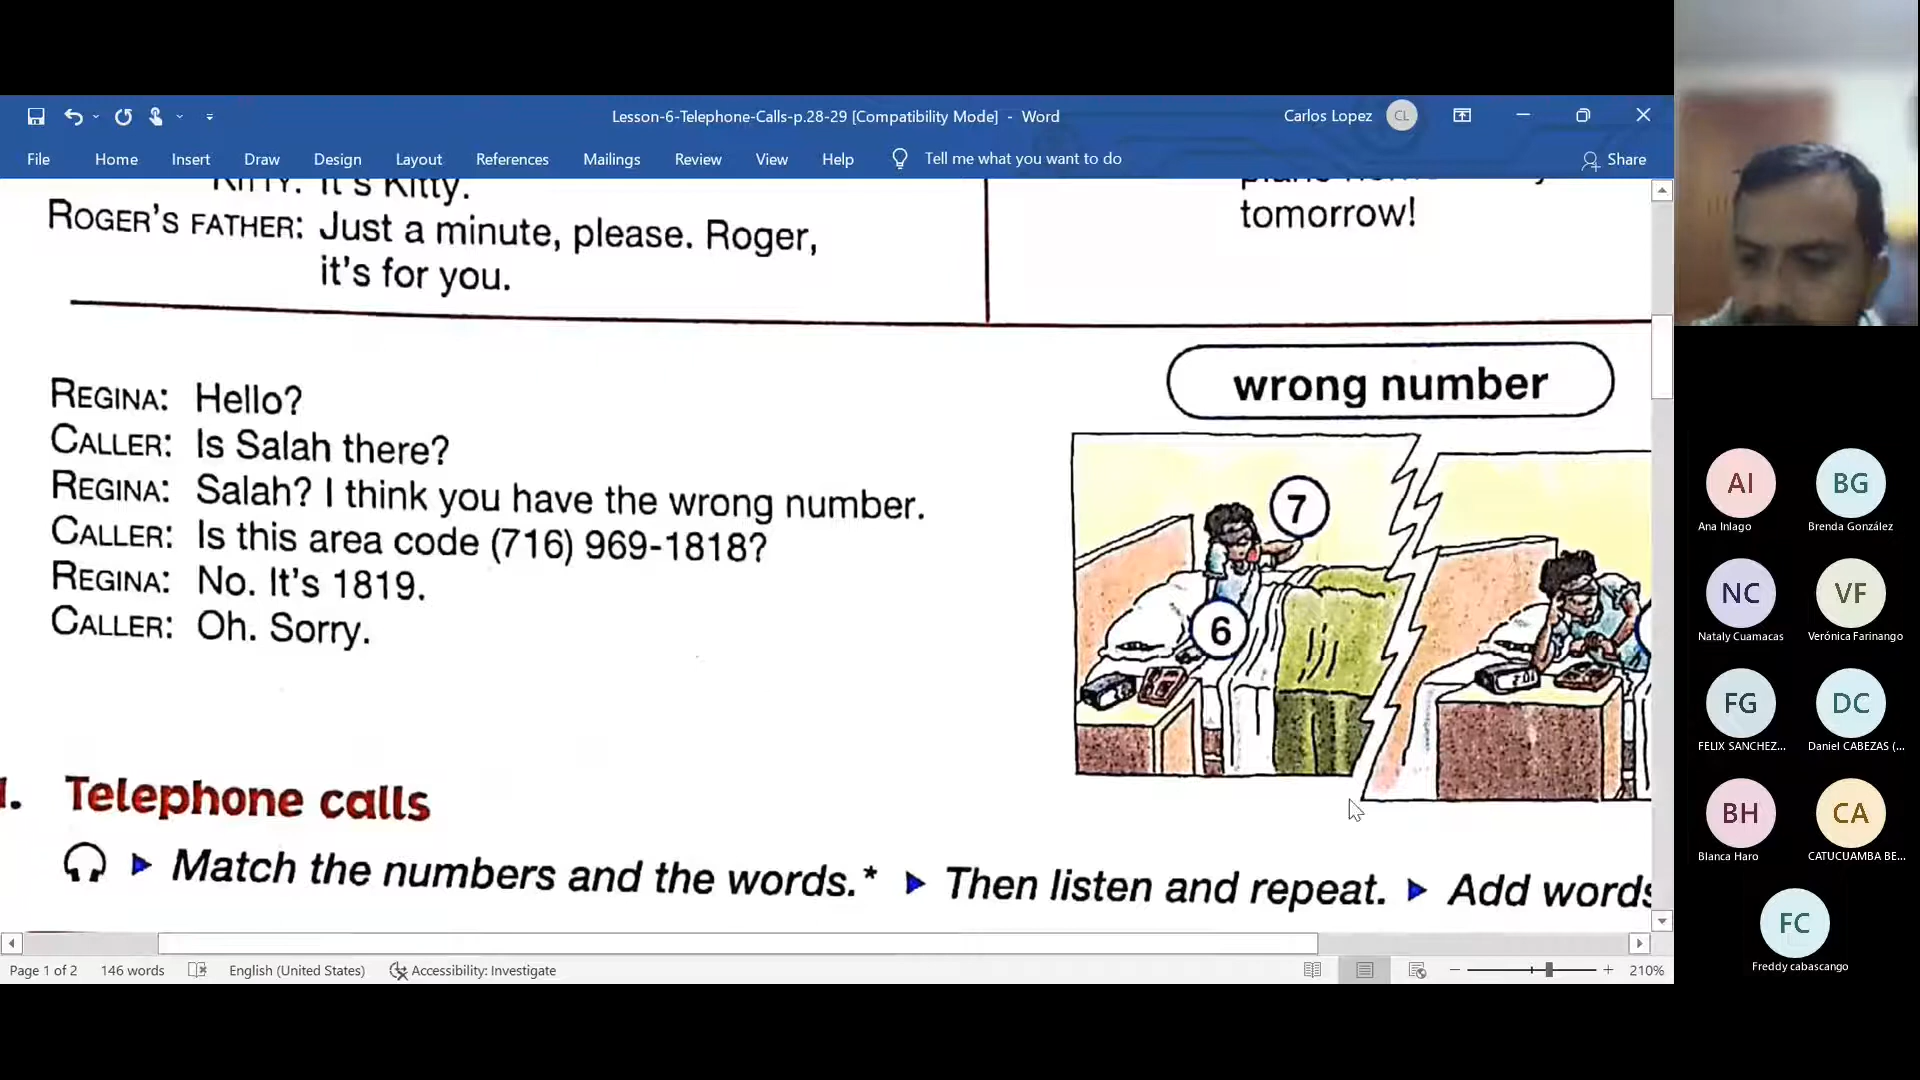 Lesson-6-Telephone-Calls-p.28-29 [Compatibility Mode] - Word
Carlos Lopez CL
File Home Insert Draw Design Layout References Mailings Review View Help Tell me what you want to do Share
KITTY: It's Kitty.
ROGER'S FATHER: Just a minute, please. Roger,
it's for you.
tomorrow!
REGINA: Hello?
CALLER: Is Salah there?
REGINA: Salah? I think you have the wrong number.
CALLER: Is this area code (716) 969-1818?
REGINA: No. It's 1819.
CALLER: Oh. Sorry.
wrong number
7
6
1. Telephone calls
Match the numbers and the words.* Then listen and repeat. Add words
Page 1 of 2 146 words English (United States) Accessibility: Investigate 210%
AI BG
Ana Inlago Brenda González
NC VF
Nataly Cuamacas Verónica Farinango
FG DC
FELIX SANCHEZ... Daniel CABEZAS (...
BH CA
Blanca Haro CATUCUAMBA BE...
FC
Freddy cabascango